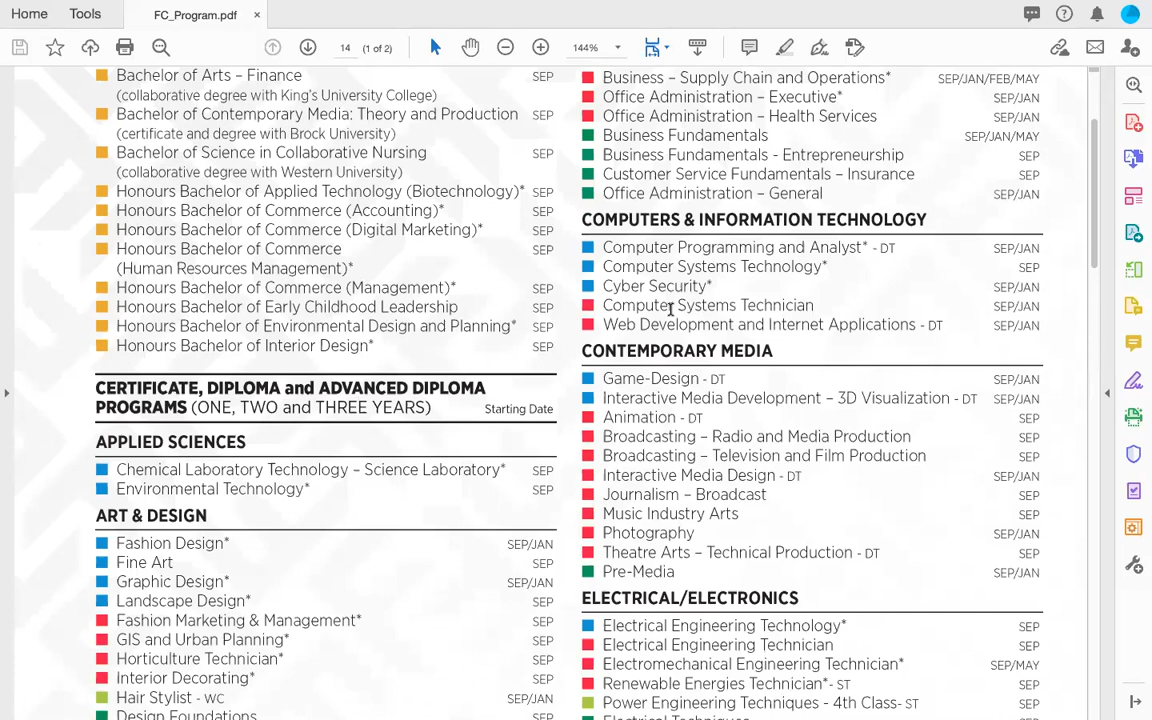 Home Tools FC_Program.pdf ×
14 (1 of 2) 144%
Bachelor of Arts – Finance SEP
(collaborative degree with King's University College)
Bachelor of Contemporary Media: Theory and Production SEP
(certificate and degree with Brock University)
Bachelor of Science in Collaborative Nursing SEP
(collaborative degree with Western University)
Honours Bachelor of Applied Technology (Biotechnology)* SEP
Honours Bachelor of Commerce (Accounting)* SEP
Honours Bachelor of Commerce (Digital Marketing)* SEP
Honours Bachelor of Commerce SEP
(Human Resources Management)*
Honours Bachelor of Commerce (Management)* SEP
Honours Bachelor of Early Childhood Leadership SEP
Honours Bachelor of Environmental Design and Planning* SEP
Honours Bachelor of Interior Design* SEP
CERTIFICATE, DIPLOMA and ADVANCED DIPLOMA
PROGRAMS (ONE, TWO and THREE YEARS) Starting Date
APPLIED SCIENCES
Chemical Laboratory Technology – Science Laboratory* SEP
Environmental Technology* SEP
ART & DESIGN
Fashion Design* SEP/JAN
Fine Art SEP
Graphic Design* SEP/JAN
Landscape Design* SEP
Fashion Marketing & Management* SEP
GIS and Urban Planning* SEP
Horticulture Technician* SEP
Interior Decorating* SEP
Hair Stylist - WC SEP/JAN
Design Foundations SEP
Business – Supply Chain and Operations* SEP/JAN/FEB/MAY
Office Administration – Executive* SEP/JAN
Office Administration – Health Services SEP/JAN
Business Fundamentals SEP/JAN/MAY
Business Fundamentals - Entrepreneurship SEP
Customer Service Fundamentals – Insurance SEP
Office Administration – General SEP/JAN
COMPUTERS & INFORMATION TECHNOLOGY
Computer Programming and Analyst* - DT SEP/JAN
Computer Systems Technology* SEP
Cyber Security* SEP/JAN
Computer Systems Technician SEP/JAN
Web Development and Internet Applications - DT SEP/JAN
CONTEMPORARY MEDIA
Game-Design - DT SEP/JAN
Interactive Media Development – 3D Visualization - DT SEP/JAN
Animation - DT SEP
Broadcasting – Radio and Media Production SEP
Broadcasting – Television and Film Production SEP
Interactive Media Design - DT SEP/JAN
Journalism – Broadcast SEP
Music Industry Arts SEP
Photography SEP/JAN
Theatre Arts – Technical Production - DT SEP
Pre-Media SEP/JAN
ELECTRICAL/ELECTRONICS
Electrical Engineering Technology* SEP
Electrical Engineering Technician SEP
Electromechanical Engineering Technician* SEP/MAY
Renewable Energies Technician*- ST SEP
Power Engineering Techniques - 4th Class- ST SEP
Electrical Techniques